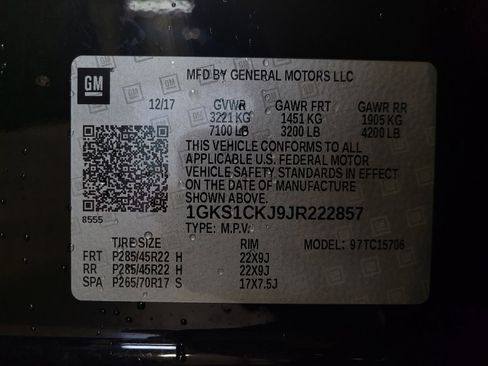 GM
MFD BY GENERAL MOTORS LLC
12/17 GVWR GAWR FRT GAWR RR
3221 KG 1451 KG 1905 KG
7100 LB 3200 LB 4200 LB
THIS VEHICLE CONFORMS TO ALL
APPLICABLE U.S. FEDERAL MOTOR
VEHICLE SAFETY STANDARDS IN EFFECT
ON THE DATE OF MANUFACTURE
SHOWN ABOVE.
8555
1GKS1CKJ9JR222857
TYPE: M.P.V.
TIRE SIZE RIM MODEL: 97TC15706
FRT P285/45R22 H 22X9J
RR P285/45R22 H 22X9J
SPA P265/70R17 S 17X7.5J